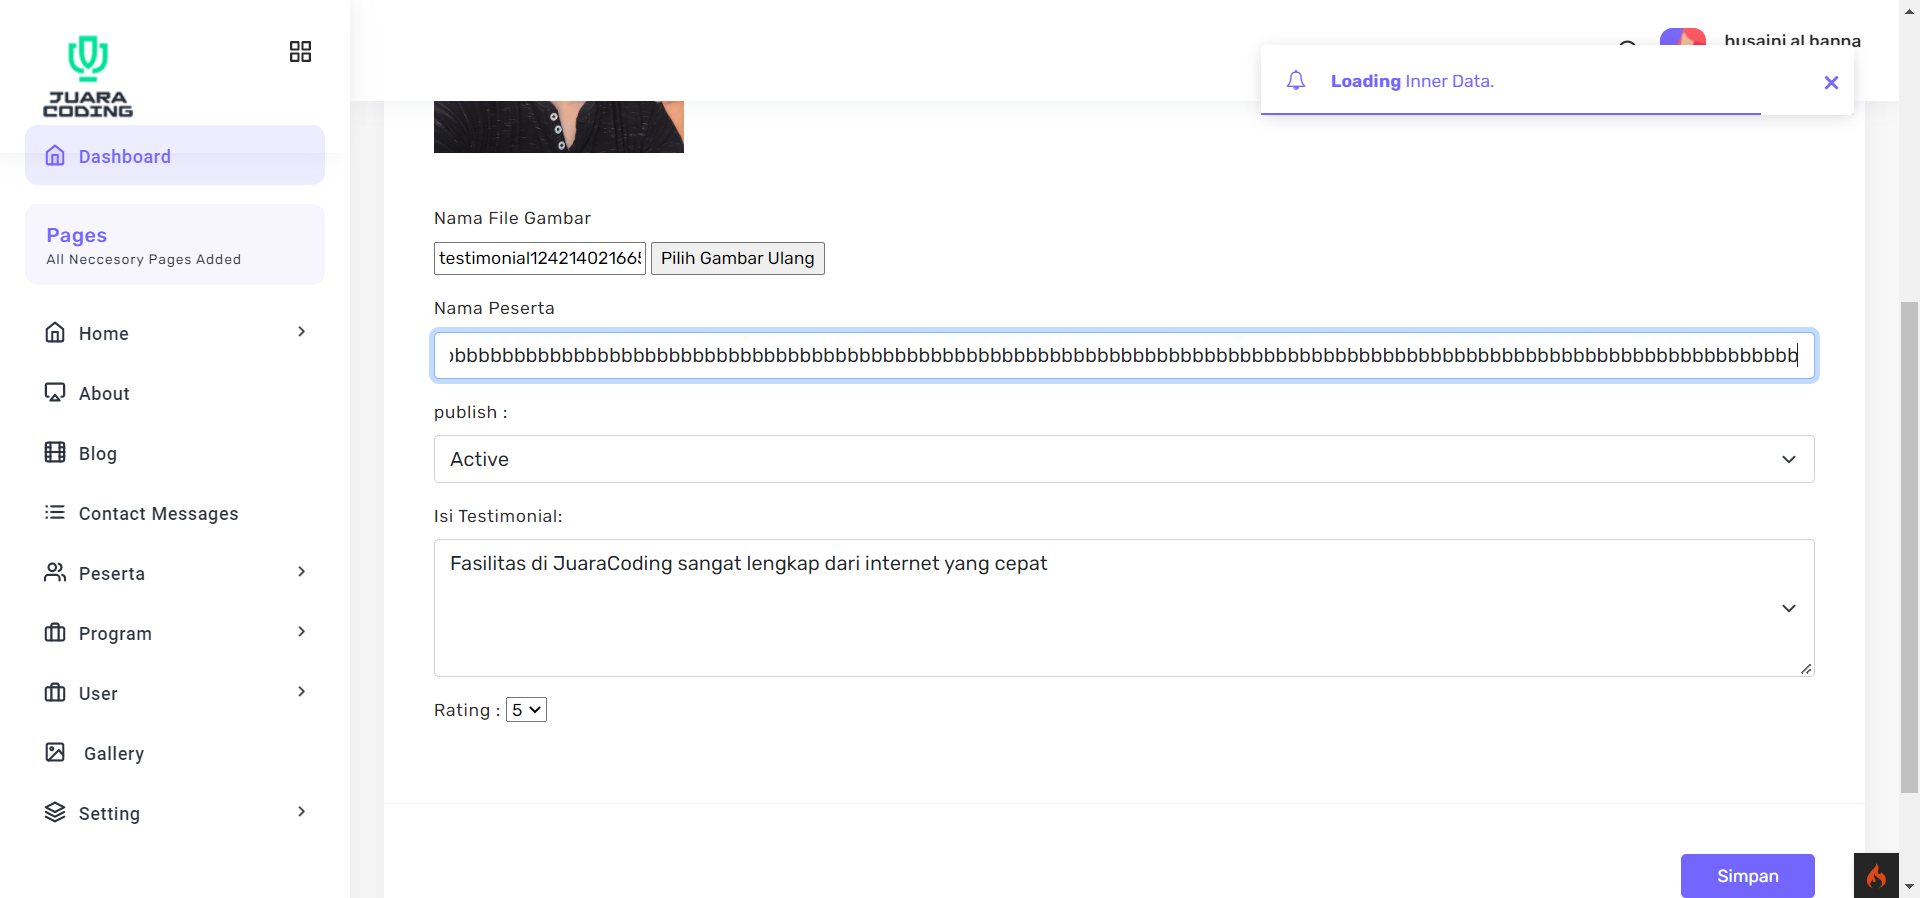 JUARA
CODING
husaini al banna
Loading Inner Data.
Dashboard
Pages
All Neccesory Pages Added
Home
About
Blog
Contact Messages
Peserta
Program
User
Gallery
Setting
Nama File Gambar
testimonial124214021665
Pilih Gambar Ulang
Nama Peserta
publish :
Active
Isi Testimonial:
Fasilitas di JuaraCoding sangat lengkap dari internet yang cepat
Rating : 5
Simpan